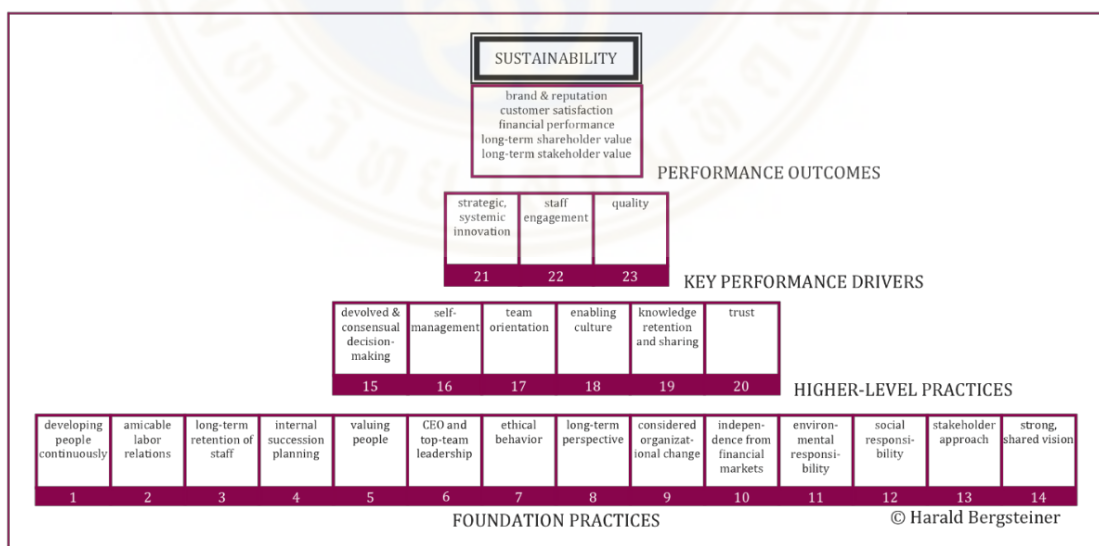 SUSTAINABILITY
brand & reputation
customer satisfaction
financial performance
long-term shareholder value
long-term stakeholder value
PERFORMANCE OUTCOMES
strategic,
systemic
innovation
21
staff
engagement
22
quality
23
KEY PERFORMANCE DRIVERS
devolved &
consensual
decision-
making
15
self-
management
16
team
orientation
17
enabling
culture
18
knowledge
retention
and sharing
19
trust
20
HIGHER-LEVEL PRACTICES
developing
people
continuously
1
amicable
labor
relations
2
long-term
retention of
staff
3
internal
succession
planning
4
valuing
people
5
CEO and
top-team
leadership
6
ethical
behavior
7
long-term
perspective
8
considered
organizat-
ional change
9
indepen-
dence from
financial
markets
10
environ-
mental
responsi-
bility
11
social
responsi-
bility
12
stakeholder
approach
13
strong,
shared vision
14
FOUNDATION PRACTICES
© Harald Bergsteiner